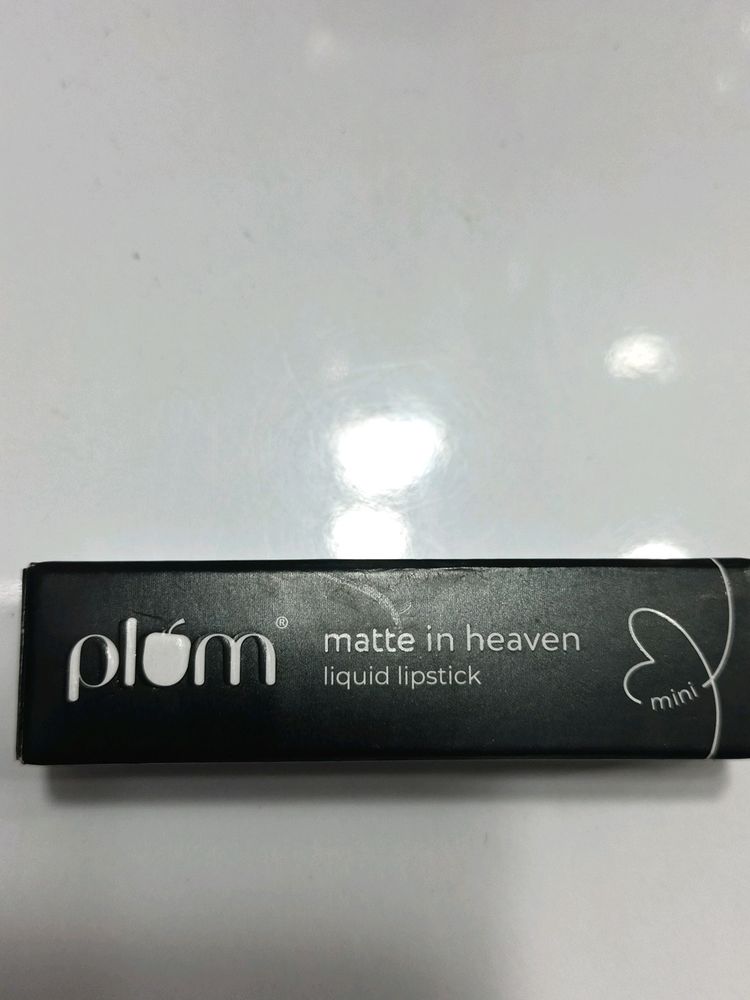 plum®
matte in heaven
liquid lipstick
mini